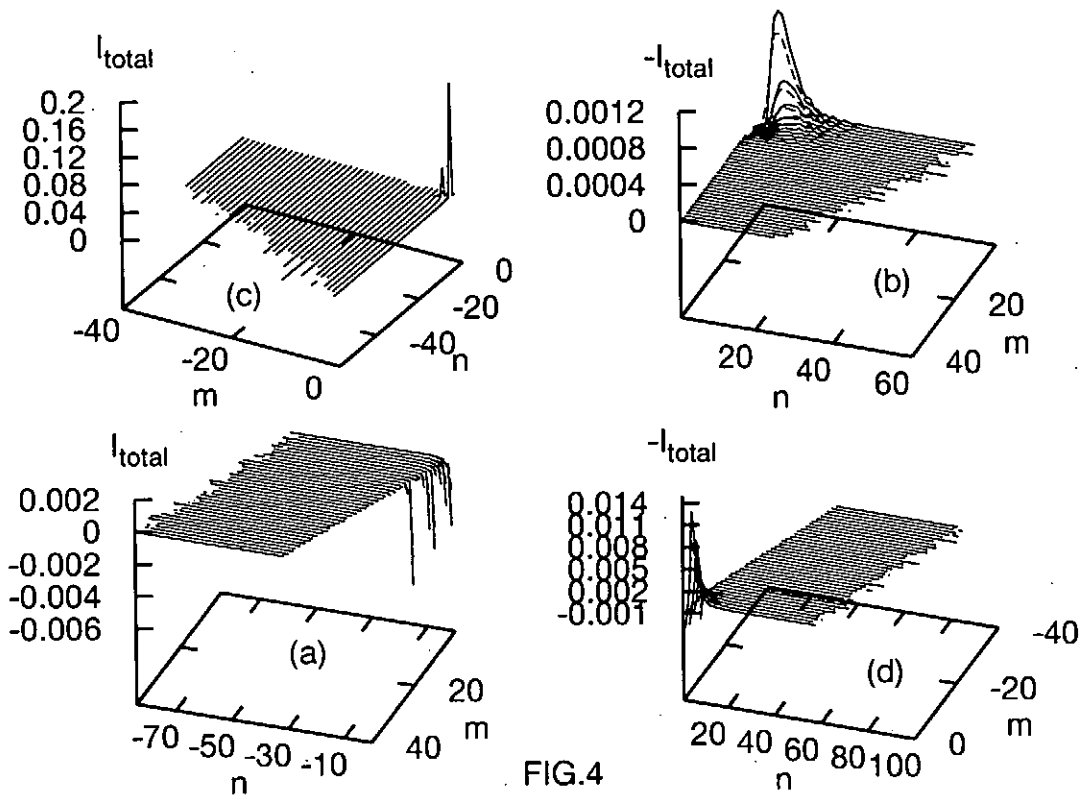 I_total
0.2
0.16
0.12
0.08
0.04
0
(c)
-40
-20
0
m
0
-20
-40
n
-I_total
0.0012
0.0008
0.0004
0
(b)
20
40
60
n
20
40
m
I_total
0.002
0
-0.002
-0.004
-0.006
(a)
-70
-50
-30
-10
n
20
40
m
-I_total
0.014
0.011
0.008
0.005
0.002
-0.001
(d)
20
40
60
80
100
n
-40
-20
0
m
FIG.4